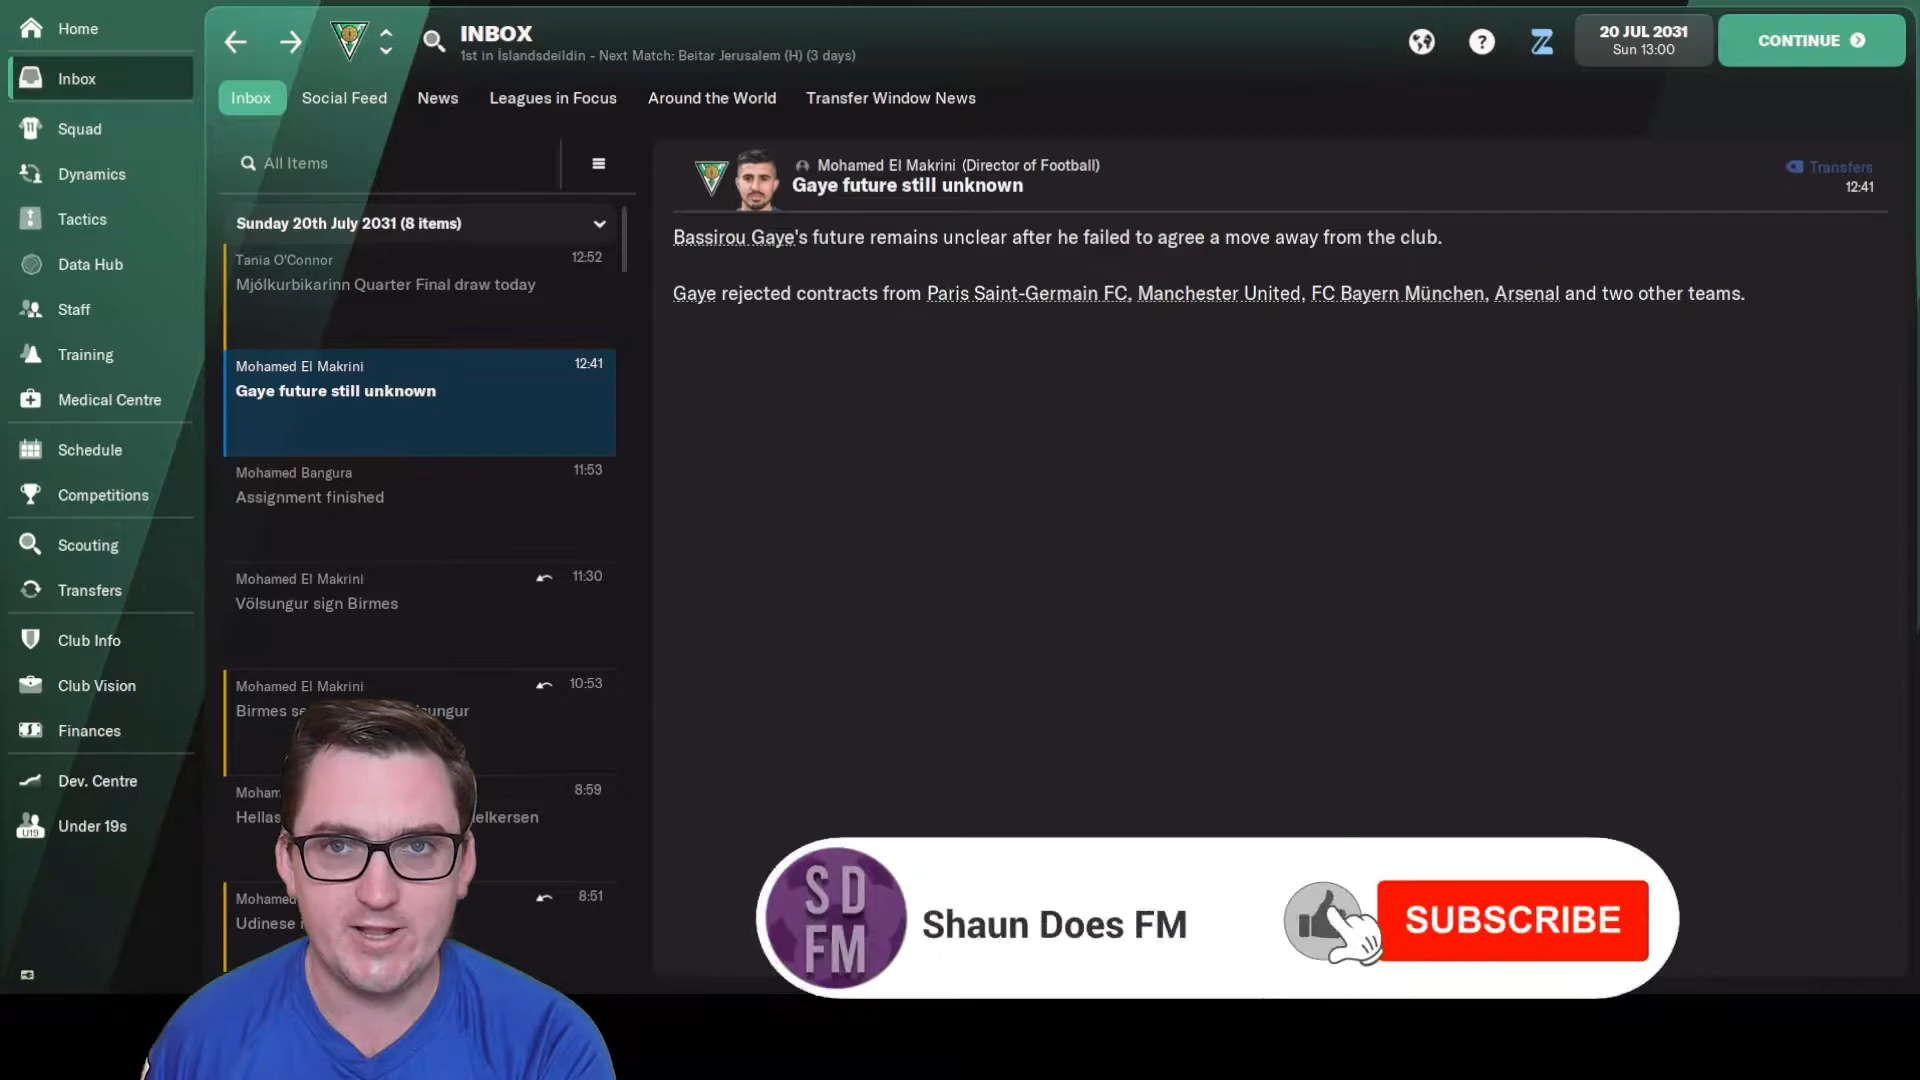 Home
Inbox
Squad
Dynamics
Tactics
Data Hub
Staff
Training
Medical Centre
Schedule
Competitions
Scouting
Transfers
Club Info
Club Vision
Finances
Dev. Centre
U19
Under 19s
INBOX
1st in Íslandsdeildin - Next Match: Beitar Jerusalem (H) (3 days)
20 JUL 2031
Sun 13:00
CONTINUE
Inbox
Social Feed
News
Leagues in Focus
Around the World
Transfer Window News
All Items
Sunday 20th July 2031 (8 items)
Tania O'Connor 12:52
Mjólkurbikarinn Quarter Final draw today
Mohamed El Makrini 12:41
Gaye future still unknown
Mohamed Bangura 11:53
Assignment finished
Mohamed El Makrini 11:30
Völsungur sign Birmes
Mohamed El Makrini 10:53
Birmes
8:59
elkersen
8:51
Udinese
Mohamed El Makrini (Director of Football)
Gaye future still unknown
Transfers
12:41
Bassirou Gaye's future remains unclear after he failed to agree a move away from the club.
Gaye rejected contracts from Paris Saint-Germain FC, Manchester United, FC Bayern München, Arsenal and two other teams.
SD
FM
Shaun Does FM
SUBSCRIBE